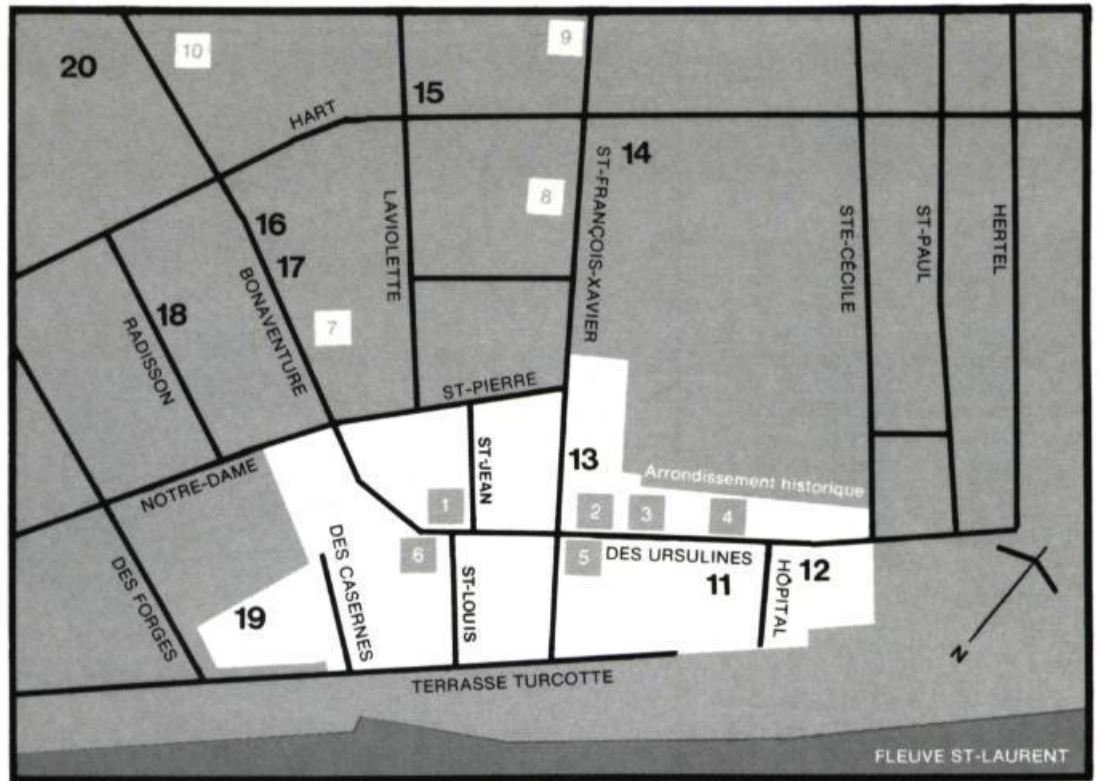 9
10
20
15
HART
ST-FRANÇOIS-XAVIER
14
8
LAVIOLETTE
STE-CÉCILE
ST-PAUL
HERTEL
16
17
BONAVENTURE
18
RADISSON
7
ST-PIERRE
ST-JEAN
13
Arrondissement historique
NOTRE-DAME
1
2
3
4
DES CASERNES
6
5
DES URSULINES
DES FORGES
ST-LOUIS
11
HÔPITAL
12
19
N
TERRASSE TURCOTTE
FLEUVE ST-LAURENT